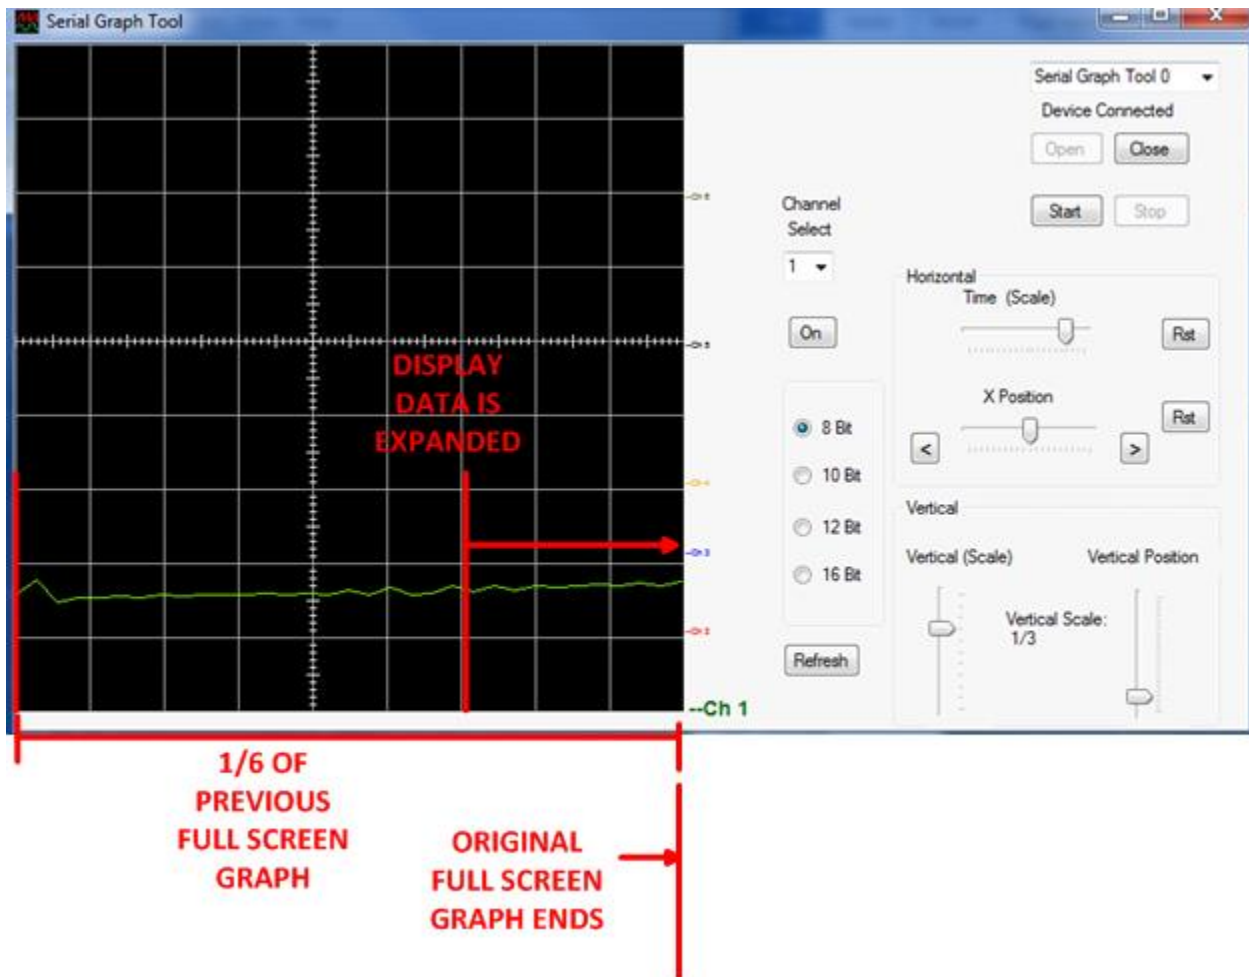 Serial Graph Tool
Serial Graph Tool 0
Device Connected
Open Close
Start Stop
Channel
Select
1
On
8 Bit
10 Bit
12 Bit
16 Bit
Refresh
Horizontal
Time (Scale)
Rst
X Position
Rst
< >
Vertical
Vertical (Scale)
Vertical Position
Vertical Scale:
1/3
--Ch 1
DISPLAY
DATA IS
EXPANDED
1/6 OF
PREVIOUS
FULL SCREEN
GRAPH
ORIGINAL
FULL SCREEN
GRAPH ENDS